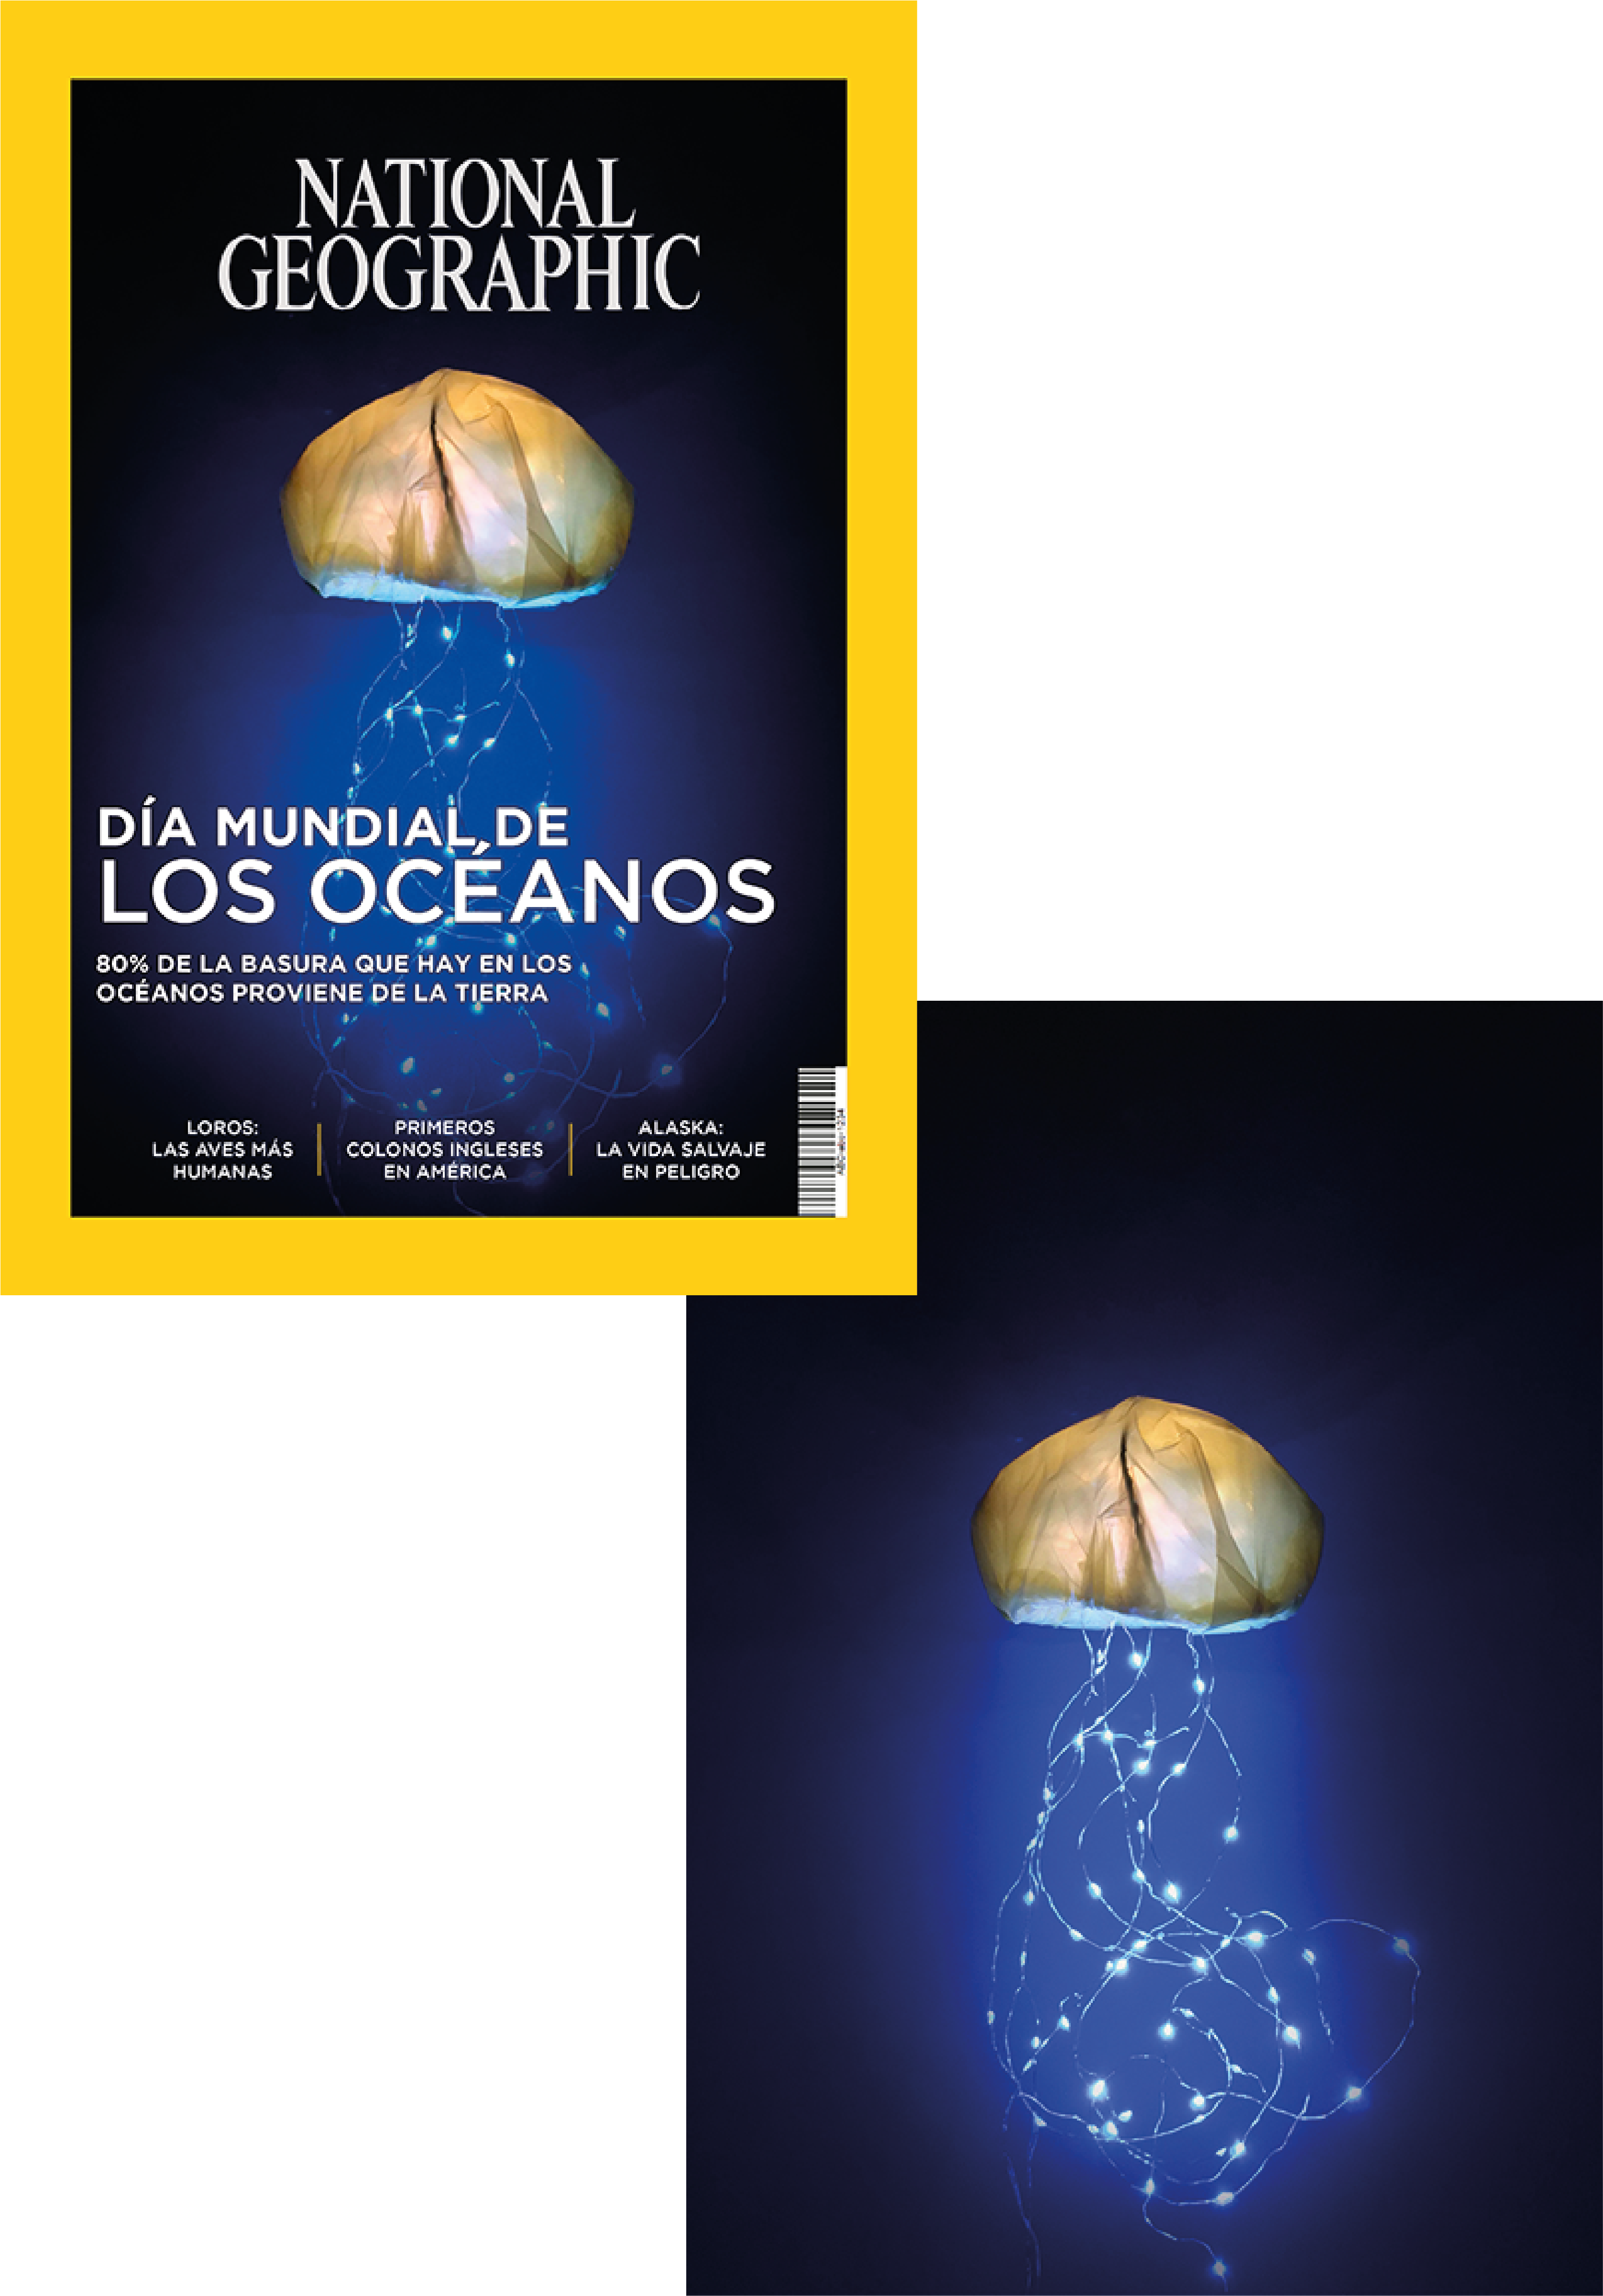 NATIONAL
GEOGRAPHIC
DÍA MUNDIAL DE
LOS OCÉANOS
80% DE LA BASURA QUE HAY EN LOS
OCÉANOS PROVIENE DE LA TIERRA
LOROS:
LAS AVES MÁS
HUMANAS
PRIMEROS
COLONOS INGLESES
EN AMÉRICA
ALASKA:
LA VIDA SALVAJE
EN PELIGRO